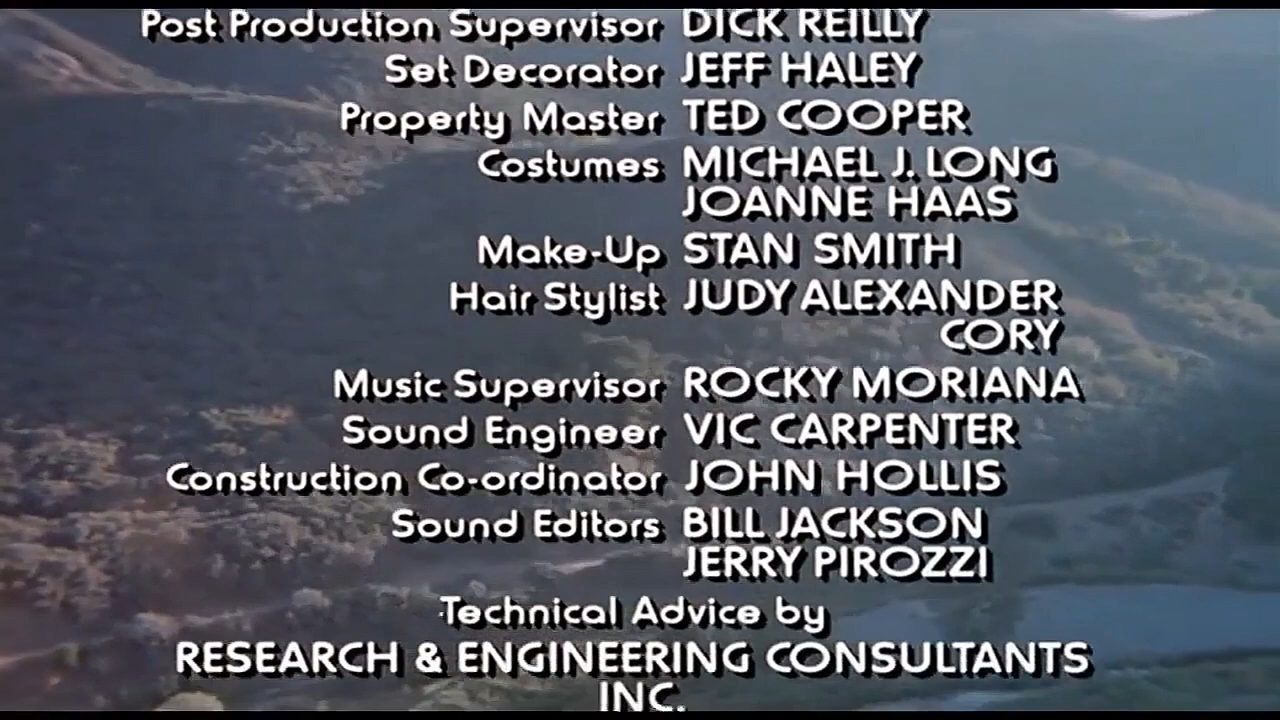 Post Production Supervisor DICK REILLY
Set Decorator JEFF HALEY
Property Master TED COOPER
Costumes MICHAEL J. LONG
JOANNE HAAS
Make-Up STAN SMITH
Hair Stylist JUDY ALEXANDER
CORY
Music Supervisor ROCKY MORIANA
Sound Engineer VIC CARPENTER
Construction Co-ordinator JOHN HOLLIS
Sound Editors BILL JACKSON
JERRY PIROZZI
Technical Advice by
RESEARCH & ENGINEERING CONSULTANTS
INC.